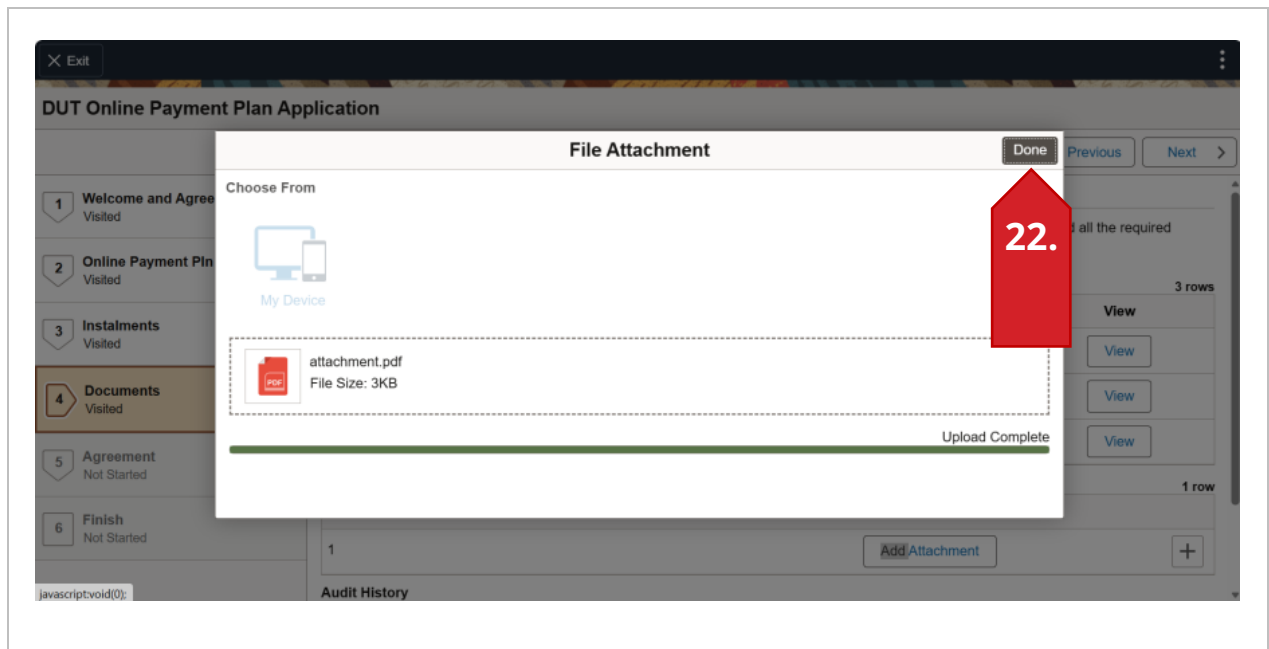 Exit
DUT Online Payment Plan Application
File Attachment
Done
Previous
Next
Choose From
My Device
attachment.pdf
File Size: 3KB
Upload Complete
22.
1 Welcome and Agree
Visited
2 Online Payment Pln
Visited
3 Instalments
Visited
4 Documents
Visited
5 Agreement
Not Started
6 Finish
Not Started
all the required
3 rows
View
View
View
View
1 row
1
Add Attachment
Audit History
javascript:void(0);
PDF